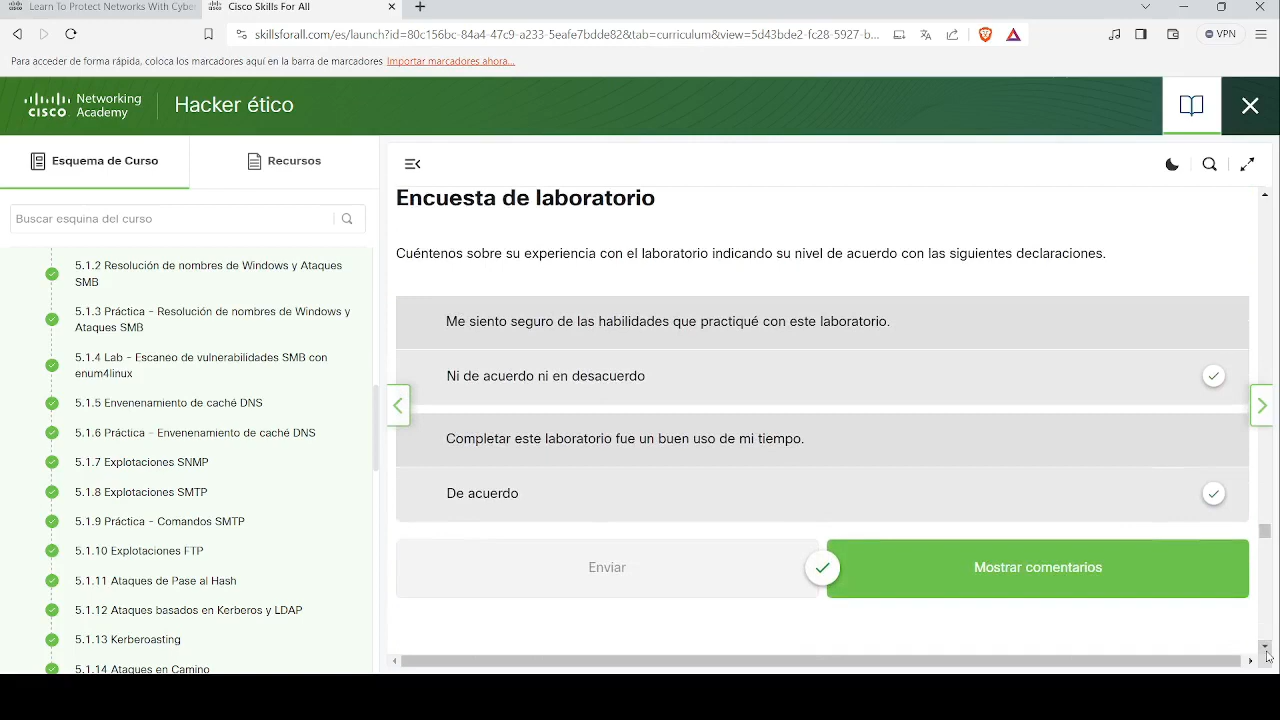 Learn To Protect Networks With Cyber
Cisco Skills For All
skillsforall.com/es/launch?id=80c156bc-84a4-47c9-a233-5eafe7bdde82&tab=curriculum&view=5d43bde2-fc28-5927-b...
VPN
Para acceder de forma rápida, coloca los marcadores aquí en la barra de marcadores Importar marcadores ahora...
CISCO Networking Academy
Hacker ético
Esquema de Curso
Recursos
Buscar esquina del curso
5.1.2 Resolución de nombres de Windows y Ataques
SMB
5.1.3 Práctica - Resolución de nombres de Windows y
Ataques SMB
5.1.4 Lab - Escaneo de vulnerabilidades SMB con
enum4linux
5.1.5 Envenenamiento de caché DNS
5.1.6 Práctica - Envenenamiento de caché DNS
5.1.7 Explotaciones SNMP
5.1.8 Explotaciones SMTP
5.1.9 Práctica - Comandos SMTP
5.1.10 Explotaciones FTP
5.1.11 Ataques de Pase al Hash
5.1.12 Ataques basados en Kerberos y LDAP
5.1.13 Kerberoasting
5.1.14 Ataques en Camino
Encuesta de laboratorio
Cuéntenos sobre su experiencia con el laboratorio indicando su nivel de acuerdo con las siguientes declaraciones.
Me siento seguro de las habilidades que practiqué con este laboratorio.
Ni de acuerdo ni en desacuerdo
Completar este laboratorio fue un buen uso de mi tiempo.
De acuerdo
Enviar
Mostrar comentarios